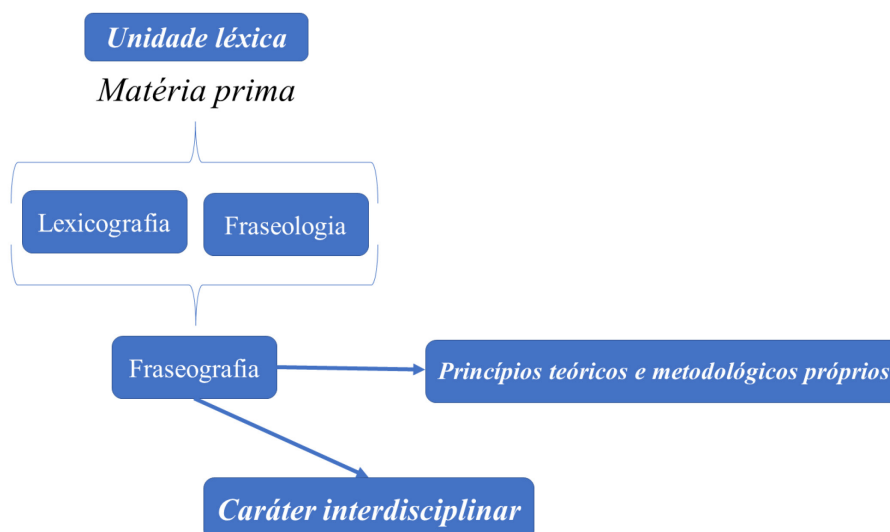 Unidade léxica
Matéria prima
Lexicografia
Fraseologia
Fraseografia
Princípios teóricos e metodológicos próprios
Caráter interdisciplinar